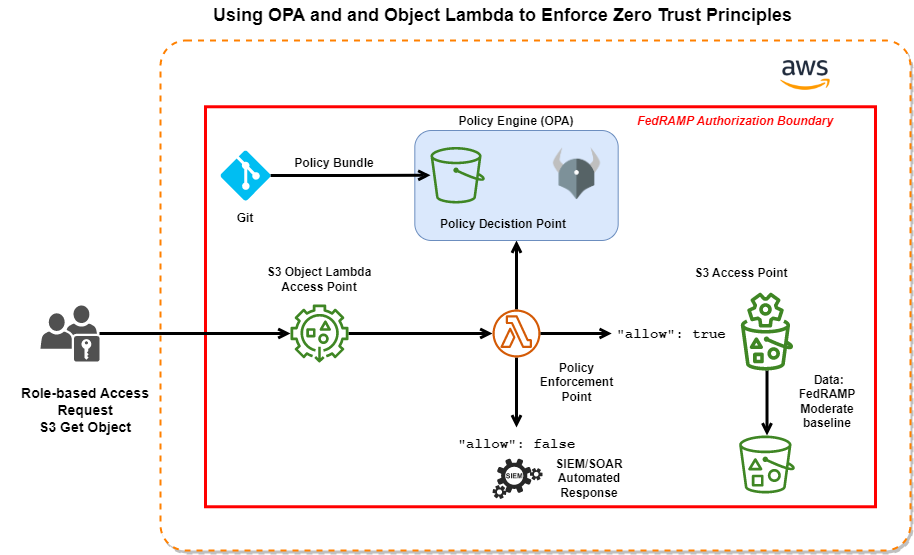 Using OPA and and Object Lambda to Enforce Zero Trust Principles
aws
Policy Engine (OPA)
FedRAMP Authorization Boundary
Policy Bundle
Git
Policy Decistion Point
S3 Object Lambda
Access Point
S3 Access Point
"allow": true
Policy
Enforcement
Point
Role-based Access
Request
S3 Get Object
Data:
FedRAMP
Moderate
baseline
"allow": false
SIEM
SIEM/SOAR
Automated
Response